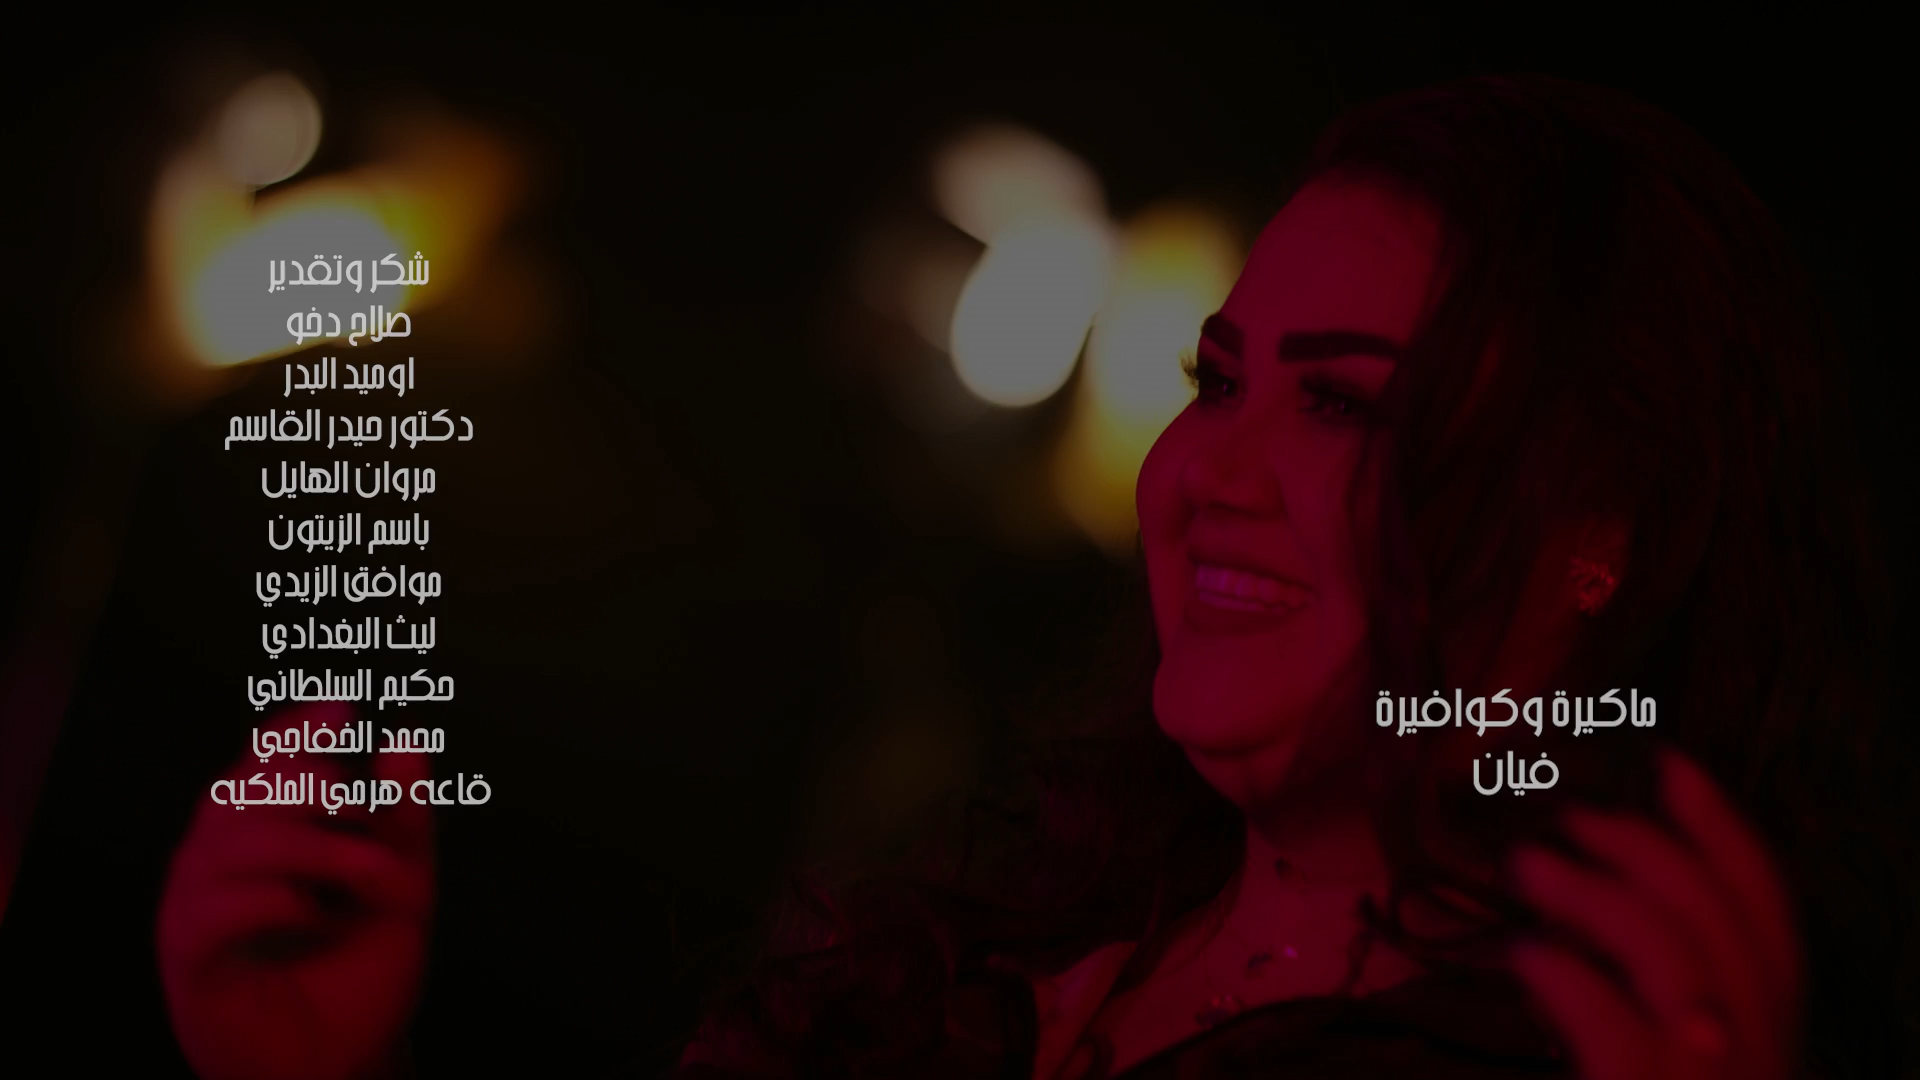 شكر وتقدير
صلاح دخو
اوميد البدر
دكتور حيدر القاسم
مروان الهايل
باسم الزيتون
موافق الزيدي
ليث البغدادي
حكيم السلطاني
محمد الخفاجي
قاعه هرمي الملكيه
ماكيرة وكوافيرة
فيان